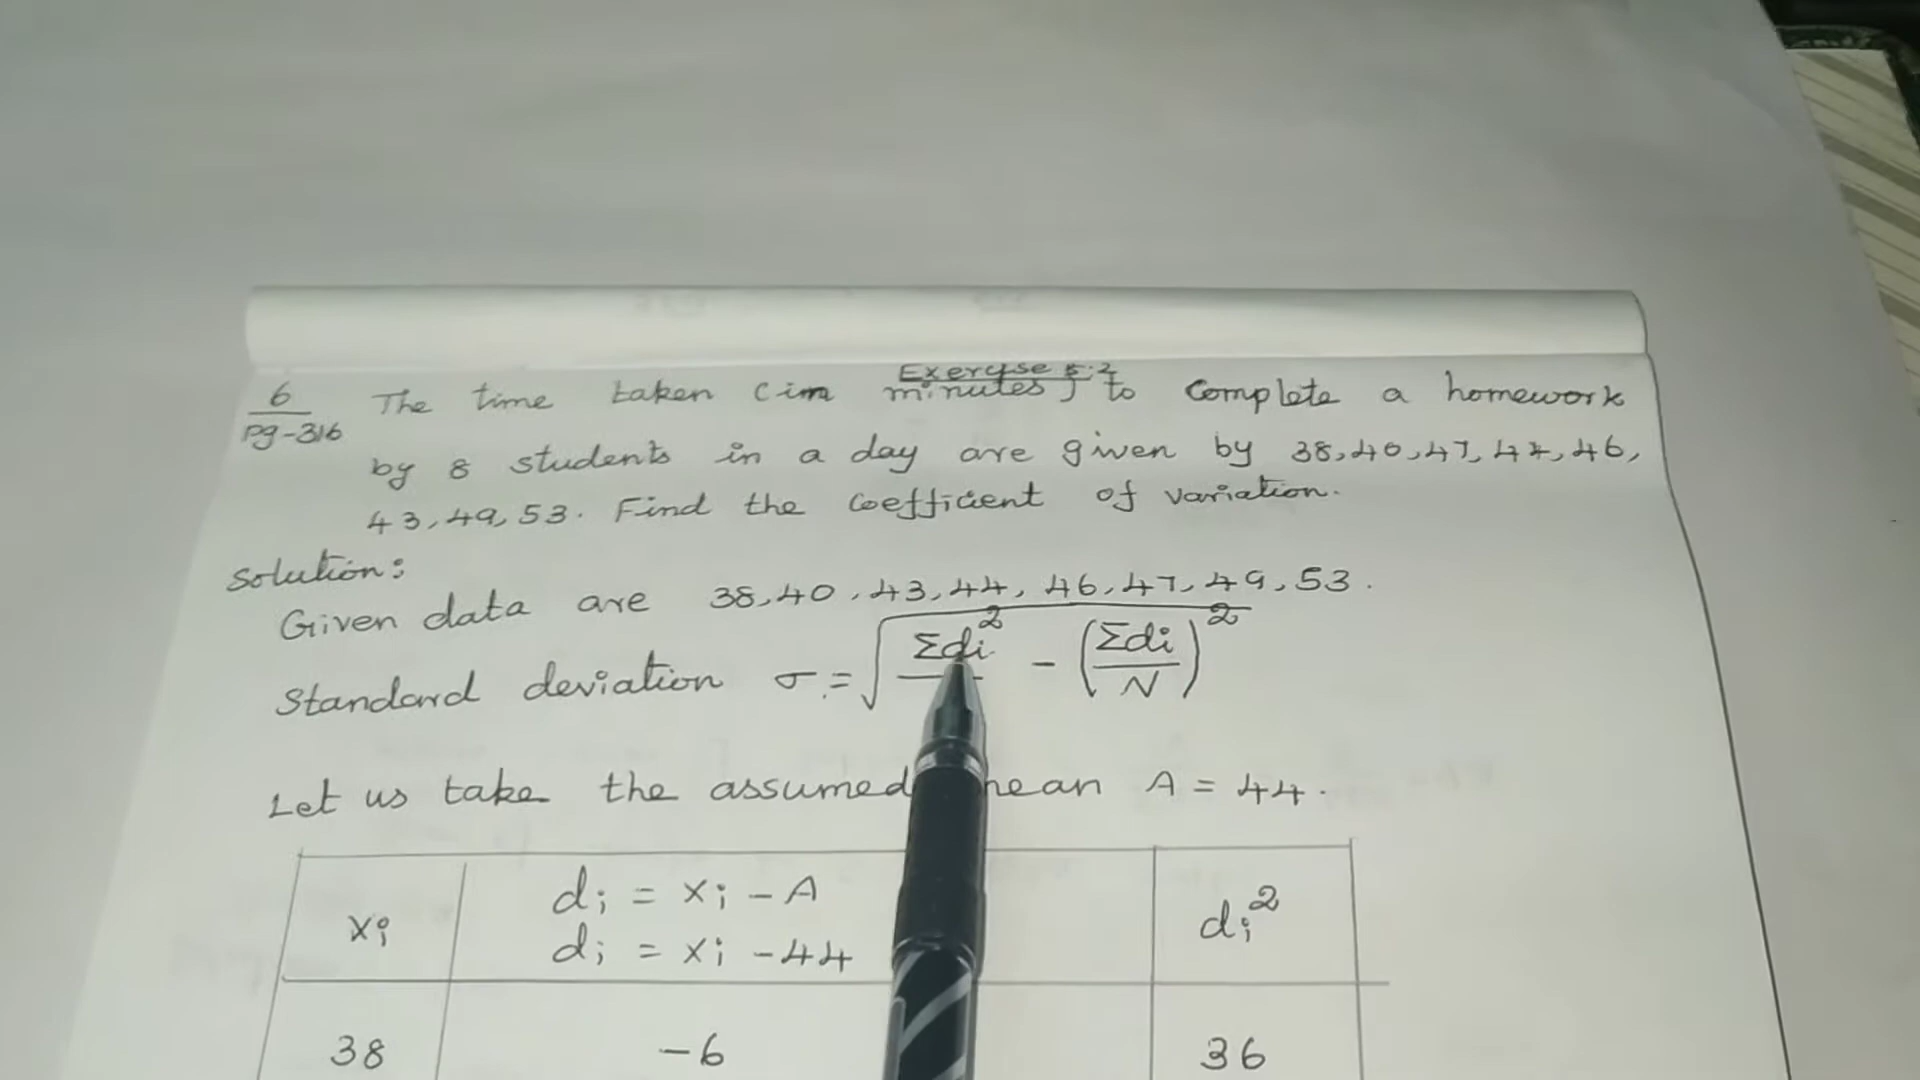 Exercise 5.2
6 The time taken (in minutes) to complete a homework
pg-316
by 8 students in a day are given by 38,40,47,44,46,
43,49,53. Find the coefficient of variation.
Solution:
Given data are 38,40,43,44,46,47,49,53.
Standard deviation σ = √ Σdi² - (Σdi/N)²
Let us take the assumed mean A = 44.
xi di = xi - A di²
di = xi - 44
38 -6 36